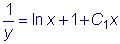 1/y = ln x + 1 + C₁x